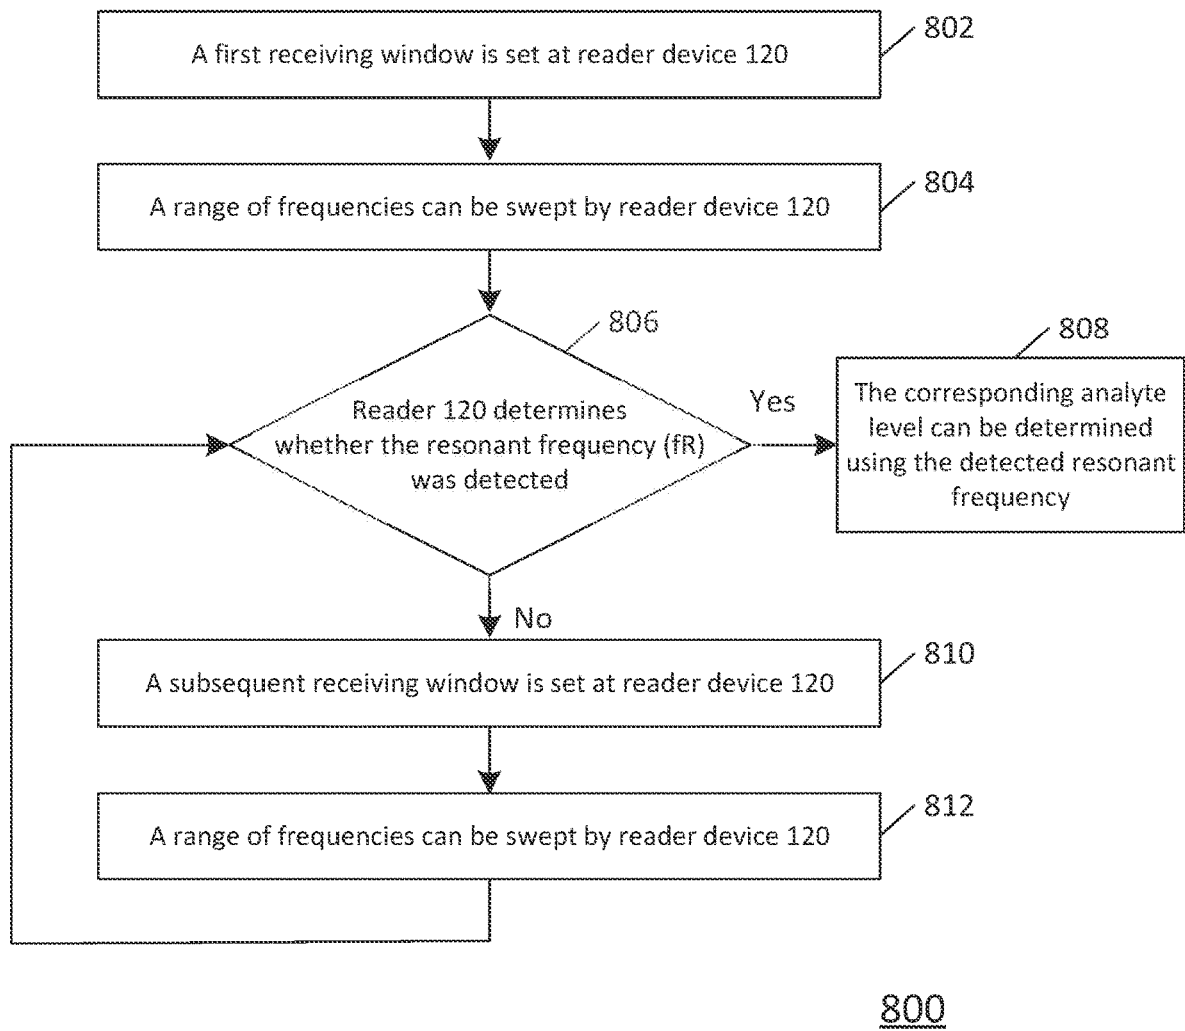 A first receiving window is set at reader device 120
802
A range of frequencies can be swept by reader device 120
804
806
Reader 120 determines
whether the resonant frequency (fR)
was detected
Yes
808
The corresponding analyte
level can be determined
using the detected resonant
frequency
No
A subsequent receiving window is set at reader device 120
810
A range of frequencies can be swept by reader device 120
812
800